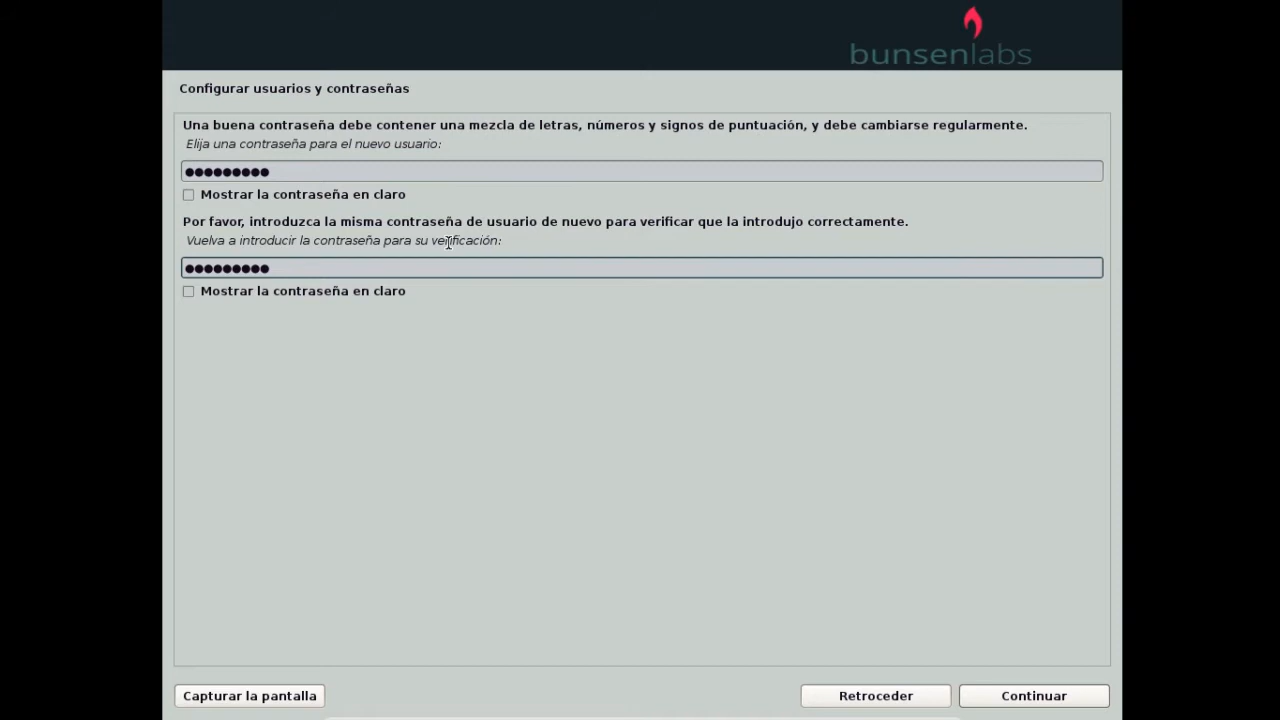 bunsenlabs
Configurar usuarios y contraseñas
Una buena contraseña debe contener una mezcla de letras, números y signos de puntuación, y debe cambiarse regularmente.
Elija una contraseña para el nuevo usuario:
●●●●●●●●●
Mostrar la contraseña en claro
Por favor, introduzca la misma contraseña de usuario de nuevo para verificar que la introdujo correctamente.
Vuelva a introducir la contraseña para su verificación:
●●●●●●●●●
Mostrar la contraseña en claro
Capturar la pantalla
Retroceder
Continuar